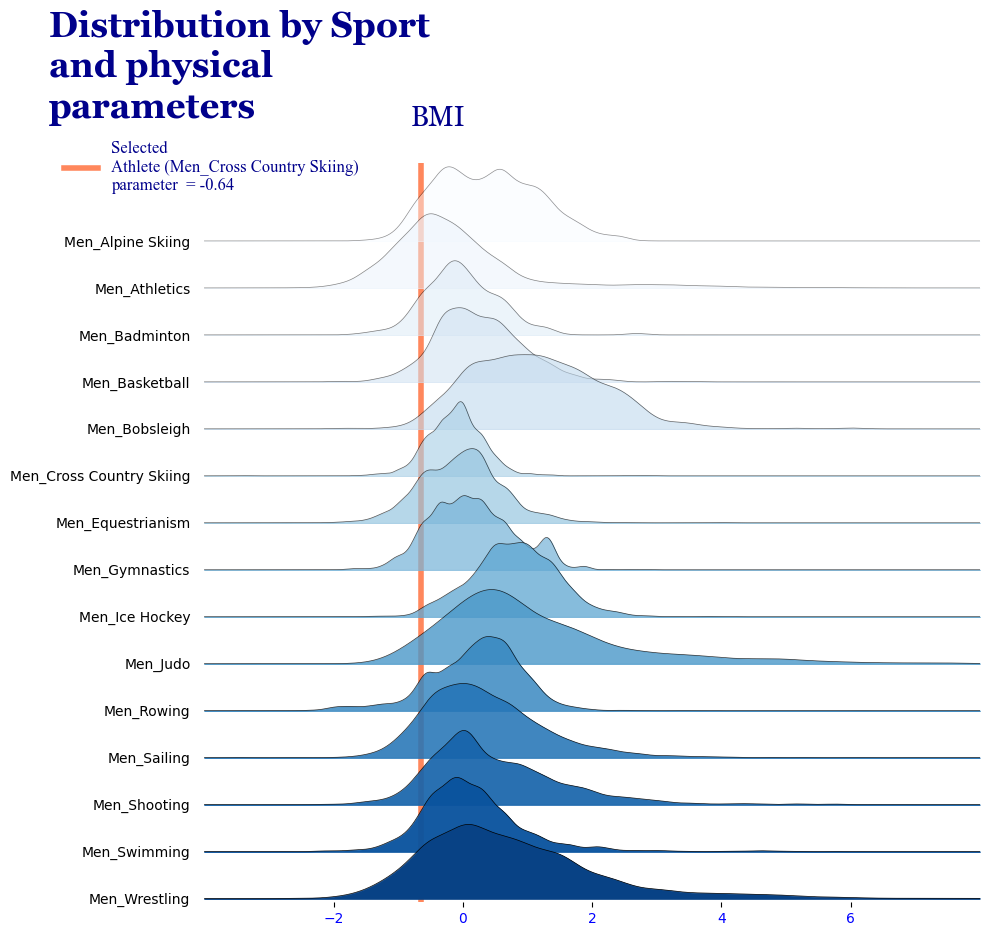 Distribution by Sport
and physical
parameters
BMI
Selected
Athlete (Men_Cross Country Skiing)
parameter  = -0.64
Men_Alpine Skiing
Men_Athletics
Men_Badminton
Men_Basketball
Men_Bobsleigh
Men_Cross Country Skiing
Men_Equestrianism
Men_Gymnastics
Men_Ice Hockey
Men_Judo
Men_Rowing
Men_Sailing
Men_Shooting
Men_Swimming
Men_Wrestling
−2 0 2 4 6